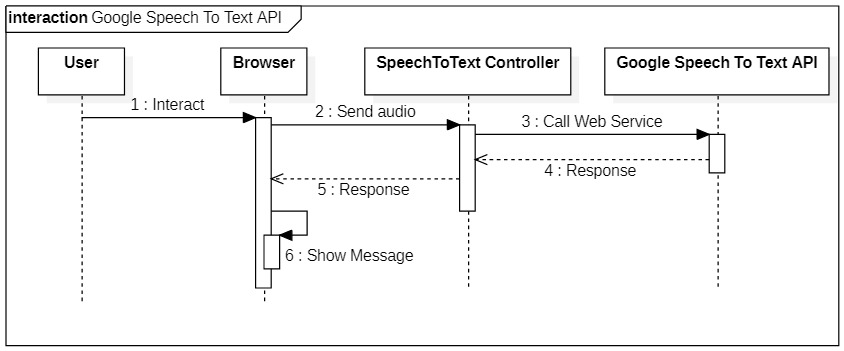 interaction Google Speech To Text API
User
Browser
SpeechToText Controller
Google Speech To Text API
1 : Interact
2 : Send audio
3 : Call Web Service
4 : Response
5 : Response
6 : Show Message